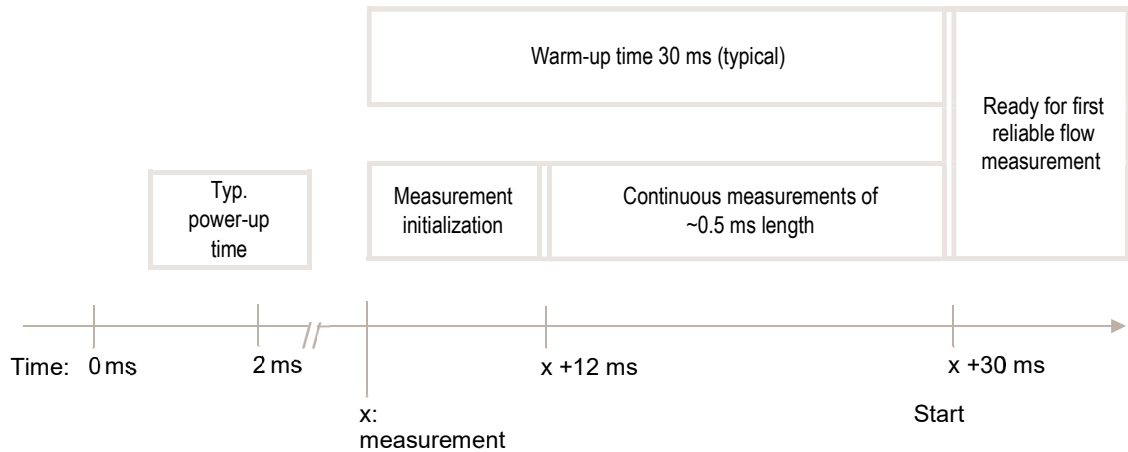 Warm-up time 30 ms (typical)
Ready for first
reliable flow
measurement
Typ.
power-up
time
Measurement
initialization
Continuous measurements of
~0.5 ms length
Time: 0 ms 2 ms x +12 ms x +30 ms
x:
measurement
Start